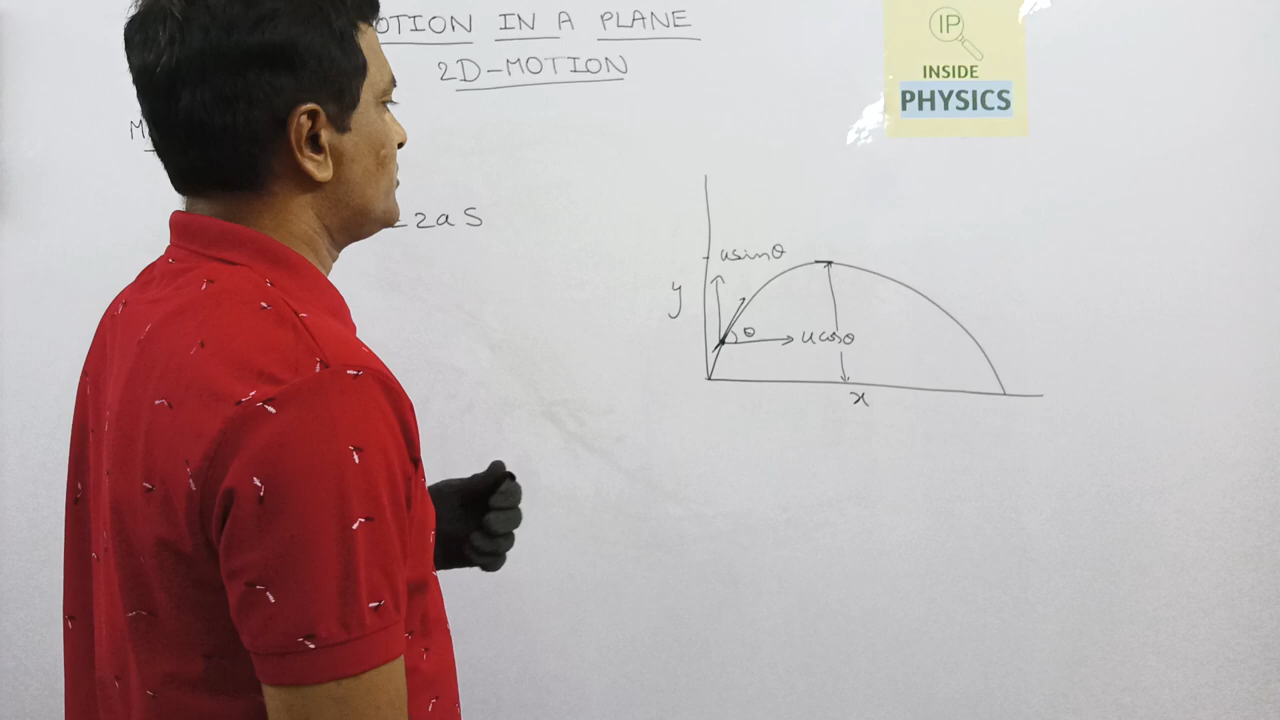 OTION IN A PLANE
2D-MOTION
IP
INSIDE
PHYSICS
M
2aS
usinθ
y
θ
ucosθ
x